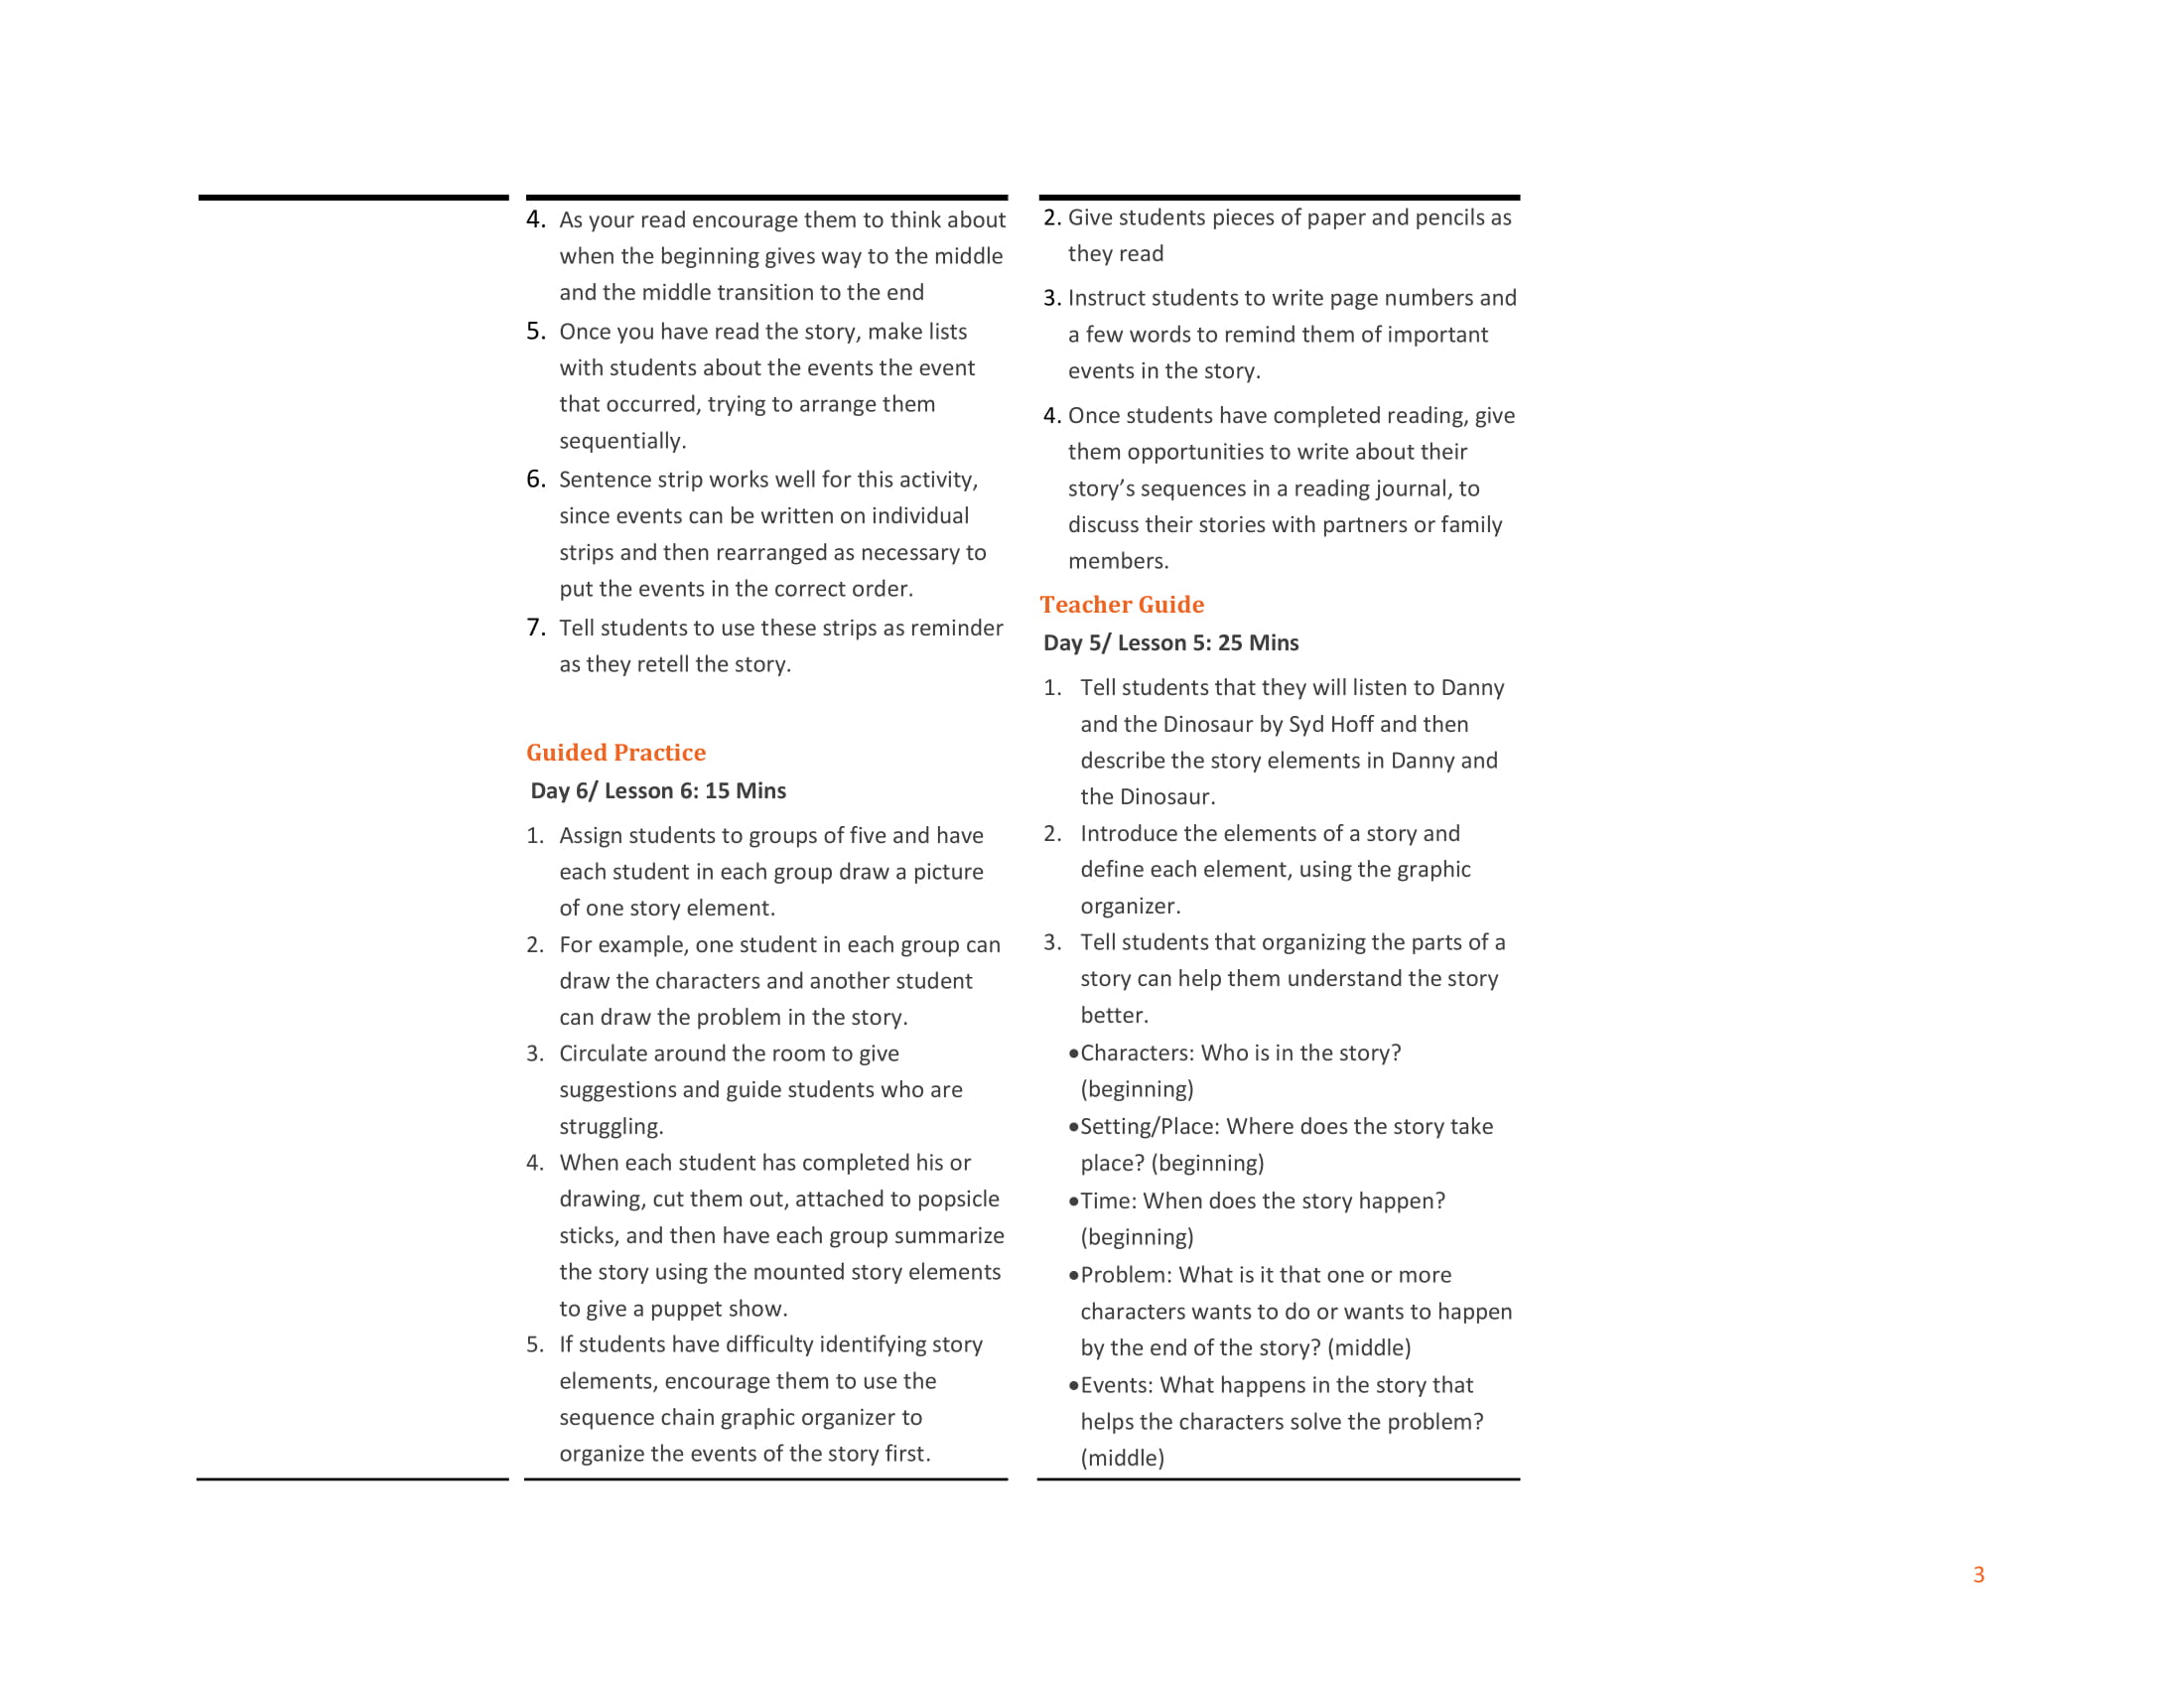 4. As your read encourage them to think about
when the beginning gives way to the middle
and the middle transition to the end
5. Once you have read the story, make lists
with students about the events the event
that occurred, trying to arrange them
sequentially.
6. Sentence strip works well for this activity,
since events can be written on individual
strips and then rearranged as necessary to
put the events in the correct order.
7. Tell students to use these strips as reminder
as they retell the story.
Guided Practice
Day 6/ Lesson 6: 15 Mins
1. Assign students to groups of five and have
each student in each group draw a picture
of one story element.
2. For example, one student in each group can
draw the characters and another student
can draw the problem in the story.
3. Circulate around the room to give
suggestions and guide students who are
struggling.
4. When each student has completed his or
drawing, cut them out, attached to popsicle
sticks, and then have each group summarize
the story using the mounted story elements
to give a puppet show.
5. If students have difficulty identifying story
elements, encourage them to use the
sequence chain graphic organizer to
organize the events of the story first.
2. Give students pieces of paper and pencils as
they read
3. Instruct students to write page numbers and
a few words to remind them of important
events in the story.
4. Once students have completed reading, give
them opportunities to write about their
story’s sequences in a reading journal, to
discuss their stories with partners or family
members.
Teacher Guide
Day 5/ Lesson 5: 25 Mins
1. Tell students that they will listen to Danny
and the Dinosaur by Syd Hoff and then
describe the story elements in Danny and
the Dinosaur.
2. Introduce the elements of a story and
define each element, using the graphic
organizer.
3. Tell students that organizing the parts of a
story can help them understand the story
better.
•Characters: Who is in the story?
(beginning)
•Setting/Place: Where does the story take
place? (beginning)
•Time: When does the story happen?
(beginning)
•Problem: What is it that one or more
characters wants to do or wants to happen
by the end of the story? (middle)
•Events: What happens in the story that
helps the characters solve the problem?
(middle)
3